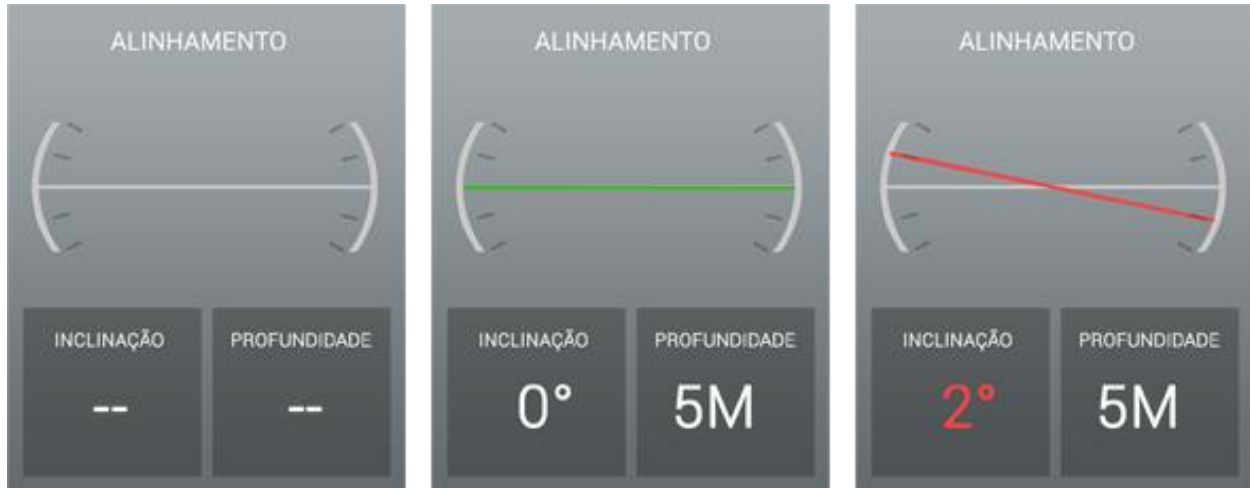 ALINHAMENTO
INCLINAÇÃO
--
PROFUNDIDADE
--
ALINHAMENTO
INCLINAÇÃO
0°
PROFUNDIDADE
5M
ALINHAMENTO
INCLINAÇÃO
2°
PROFUNDIDADE
5M